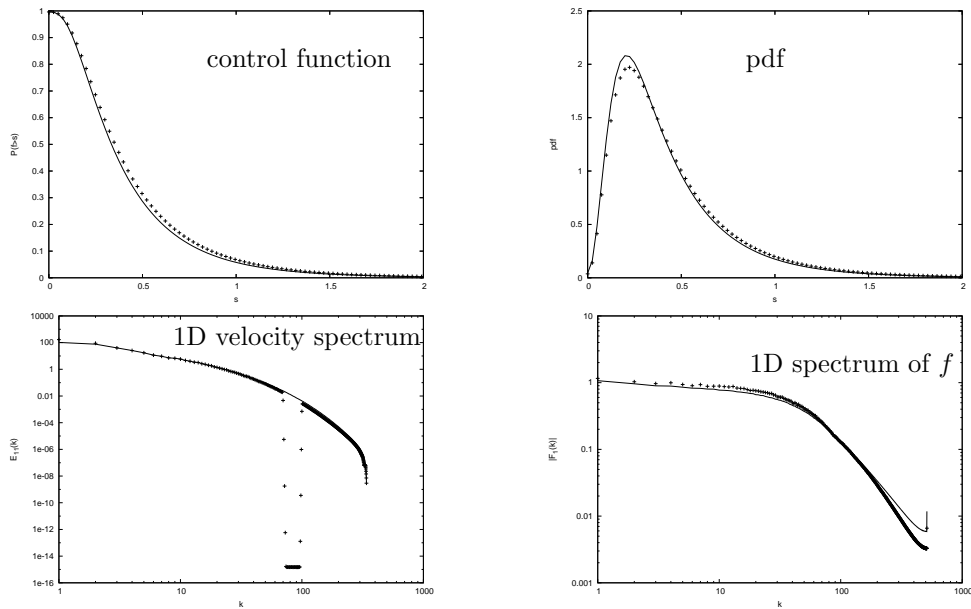 control function
P(t>s)
1
0.9
0.8
0.7
0.6
0.5
0.4
0.3
0.2
0.1
0
0
0.5
1
1.5
2
s
pdf
pdf
2.5
2
1.5
1
0.5
0
0
0.5
1
1.5
2
s
1D velocity spectrum
E11(k)
10000
100
1
0.01
0.0001
1e-06
1e-08
1e-10
1e-12
1e-14
1e-16
1
10
100
1000
k
1D spectrum of f
|F1(k)|
10
1
0.1
0.01
0.001
1
10
100
1000
k